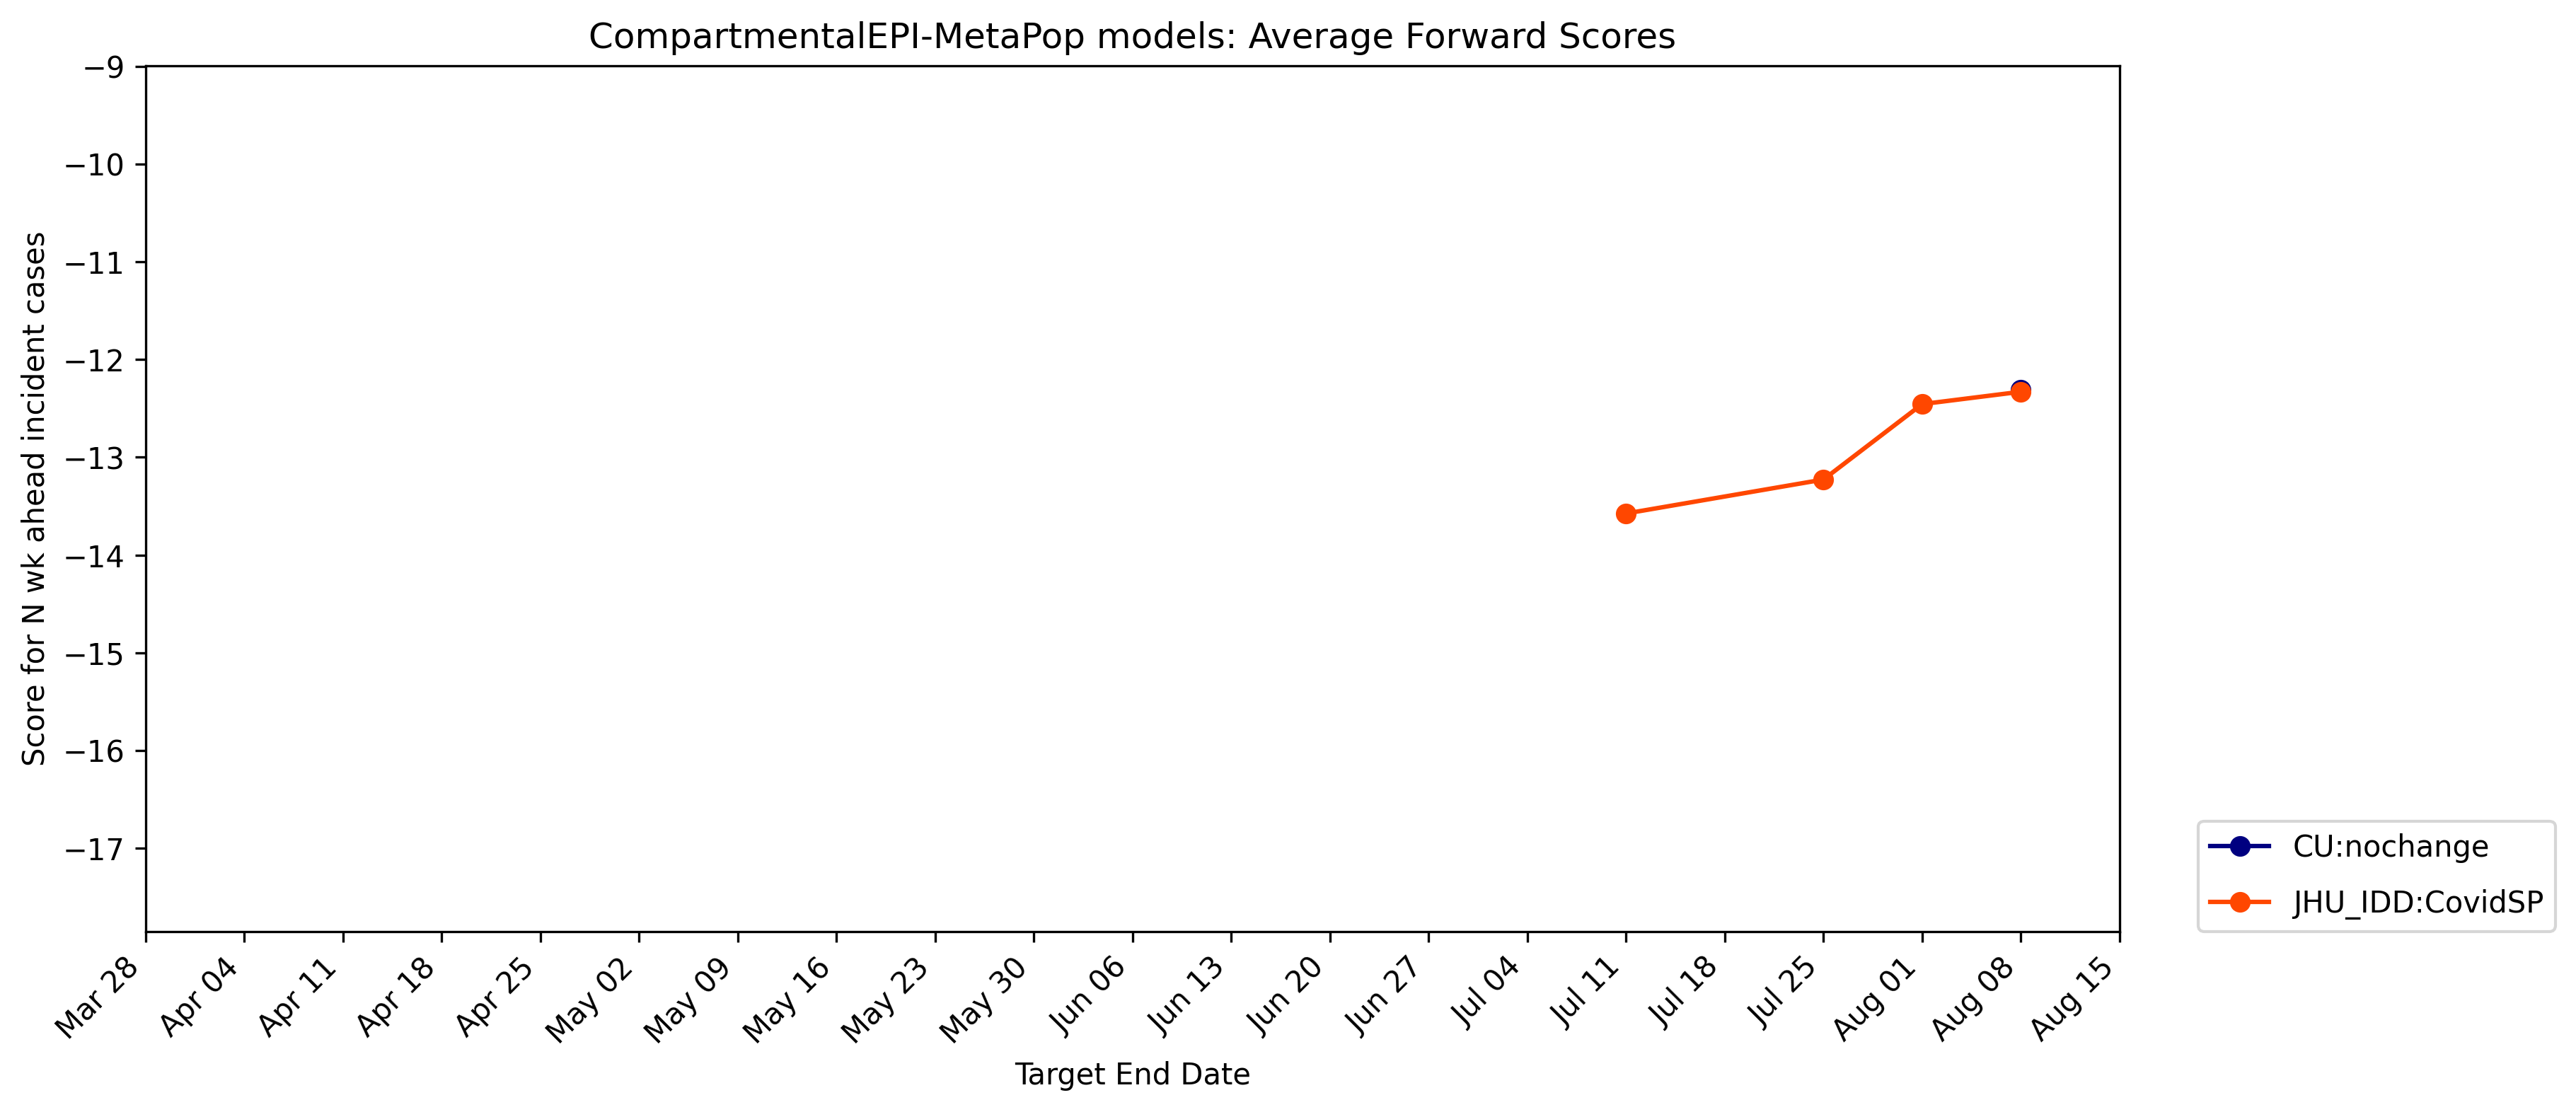 CompartmentalEPI-MetaPop models: Average Forward Scores
Score for N wk ahead incident cases
−9
−10
−11
−12
−13
−14
−15
−16
−17
Mar 28
Apr 04
Apr 11
Apr 18
Apr 25
May 02
May 09
May 16
May 23
May 30
Jun 06
Jun 13
Jun 20
Jun 27
Jul 04
Jul 11
Jul 18
Jul 25
Aug 01
Aug 08
Aug 15
Target End Date
CU:nochange
JHU_IDD:CovidSP